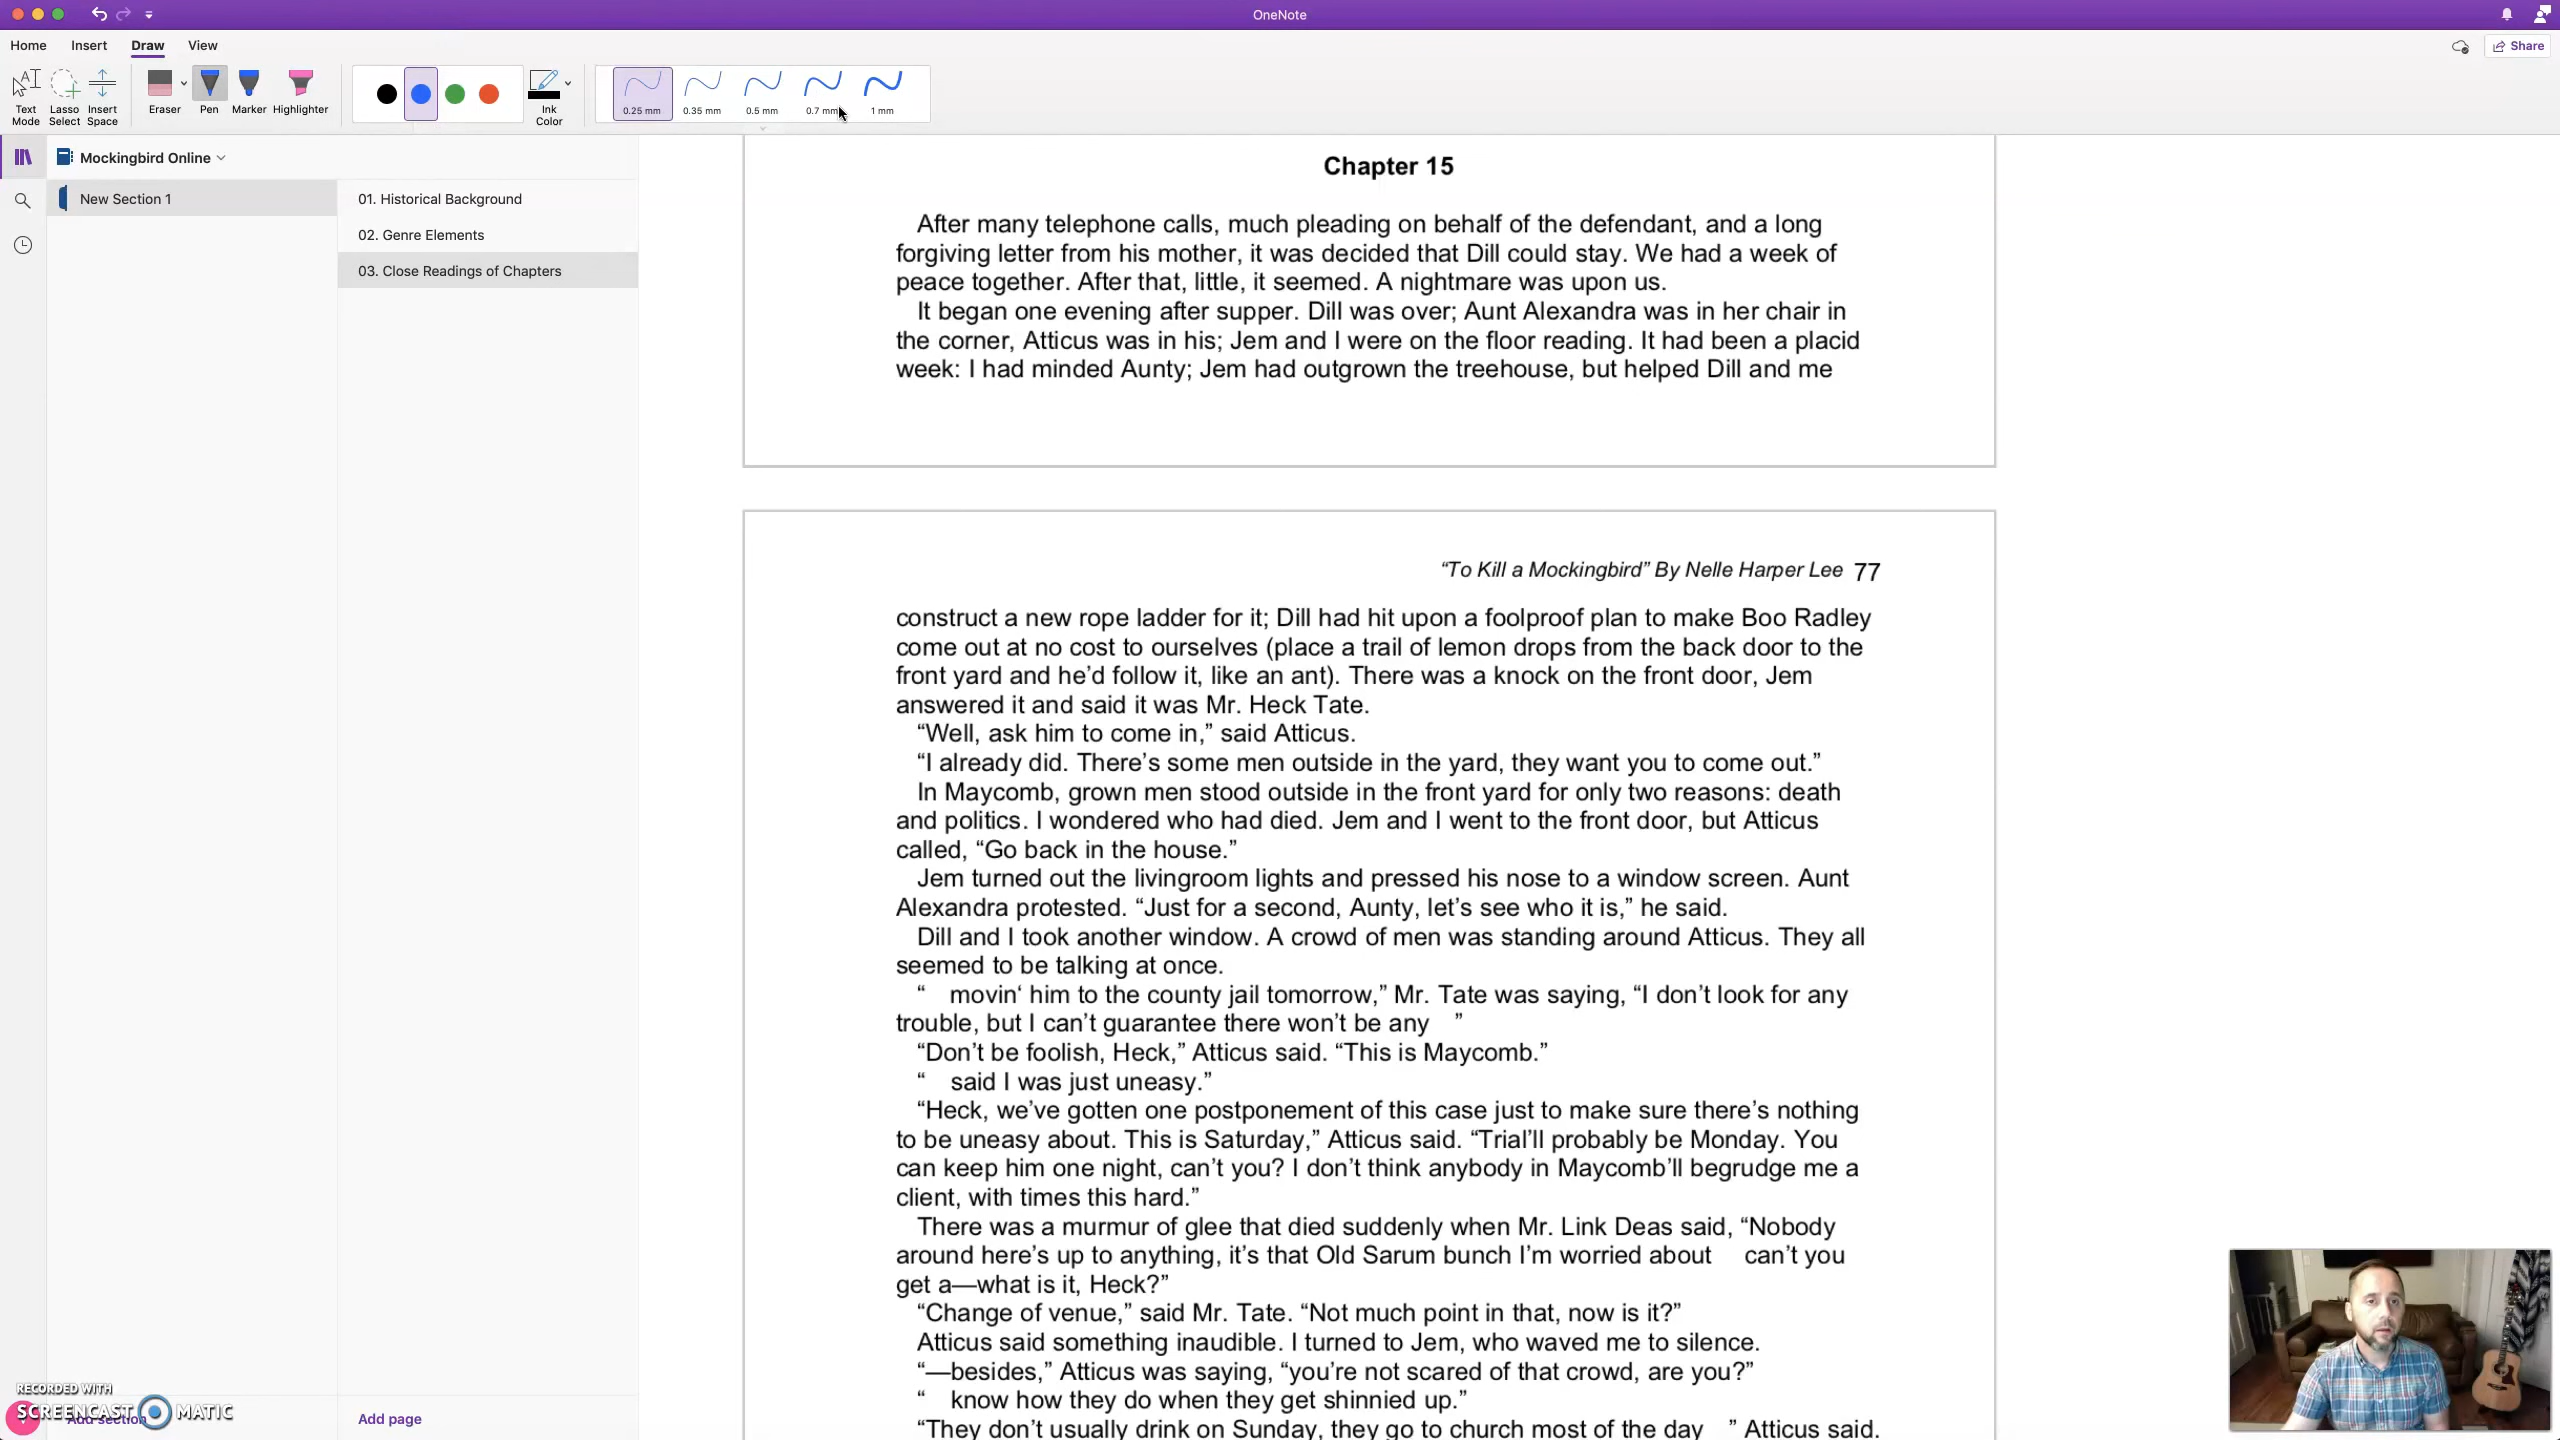 OneNote
Home Insert Draw View
Share
Text Mode
Lasso Select
Insert Space
Eraser
Pen
Marker
Highlighter
Ink Color
0.25 mm
0.35 mm
0.5 mm
0.7 mm
1 mm
Mockingbird Online
New Section 1
01. Historical Background
02. Genre Elements
03. Close Readings of Chapters
Chapter 15
After many telephone calls, much pleading on behalf of the defendant, and a long
forgiving letter from his mother, it was decided that Dill could stay. We had a week of
peace together. After that, little, it seemed. A nightmare was upon us.
It began one evening after supper. Dill was over; Aunt Alexandra was in her chair in
the corner, Atticus was in his; Jem and I were on the floor reading. It had been a placid
week: I had minded Aunty; Jem had outgrown the treehouse, but helped Dill and me
“To Kill a Mockingbird” By Nelle Harper Lee 77
construct a new rope ladder for it; Dill had hit upon a foolproof plan to make Boo Radley
come out at no cost to ourselves (place a trail of lemon drops from the back door to the
front yard and he’d follow it, like an ant). There was a knock on the front door, Jem
answered it and said it was Mr. Heck Tate.
“Well, ask him to come in,” said Atticus.
“I already did. There’s some men outside in the yard, they want you to come out.”
In Maycomb, grown men stood outside in the front yard for only two reasons: death
and politics. I wondered who had died. Jem and I went to the front door, but Atticus
called, “Go back in the house.”
Jem turned out the livingroom lights and pressed his nose to a window screen. Aunt
Alexandra protested. “Just for a second, Aunty, let’s see who it is,” he said.
Dill and I took another window. A crowd of men was standing around Atticus. They all
seemed to be talking at once.
“ movin‘ him to the county jail tomorrow,” Mr. Tate was saying, “I don’t look for any
trouble, but I can’t guarantee there won’t be any ”
“Don’t be foolish, Heck,” Atticus said. “This is Maycomb.”
“ said I was just uneasy.”
“Heck, we’ve gotten one postponement of this case just to make sure there’s nothing
to be uneasy about. This is Saturday,” Atticus said. “Trial’ll probably be Monday. You
can keep him one night, can’t you? I don’t think anybody in Maycomb’ll begrudge me a
client, with times this hard.”
There was a murmur of glee that died suddenly when Mr. Link Deas said, “Nobody
around here’s up to anything, it’s that Old Sarum bunch I’m worried about can’t you
get a—what is it, Heck?”
“Change of venue,” said Mr. Tate. “Not much point in that, now is it?”
Atticus said something inaudible. I turned to Jem, who waved me to silence.
“—besides,” Atticus was saying, “you’re not scared of that crowd, are you?”
“ know how they do when they get shinnied up.”
“They don’t usually drink on Sunday, they go to church most of the day ” Atticus said.
RECORDED WITH
SCREENCAST MATIC
Add section
Add page